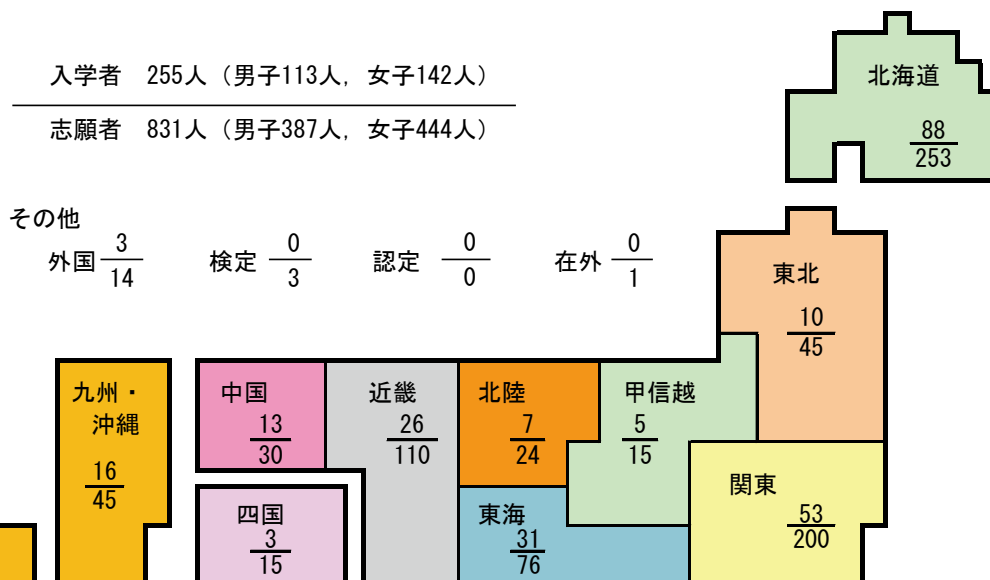 入学者　255人（男子113人，女子142人）
志願者　831人（男子387人，女子444人）
北海道
88
253
その他
外国 3
14
検定 0
3
認定 0
0
在外 0
1
東北
10
45
九州・
沖縄
16
45
中国
13
30
近畿
26
110
北陸
7
24
甲信越
5
15
関東
53
200
四国
3
15
東海
31
76